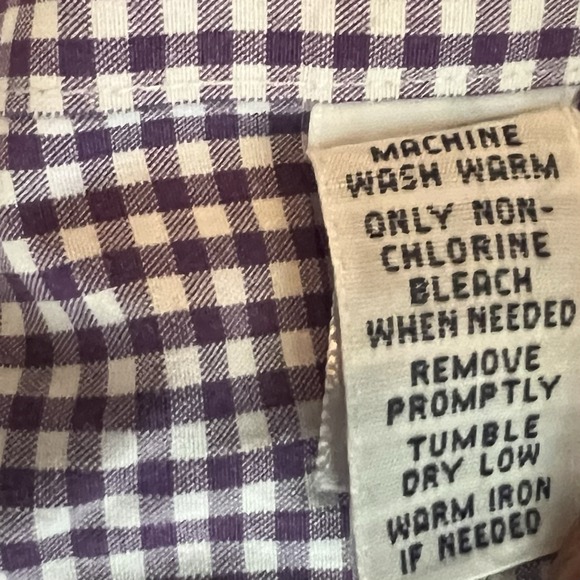 MACHINE
WASH WARM
ONLY NON-
CHLORINE
BLEACH
WHEN NEEDED
REMOVE
PROMPTLY
TUMBLE
DRY LOW
WARM IRON
IF NEEDED